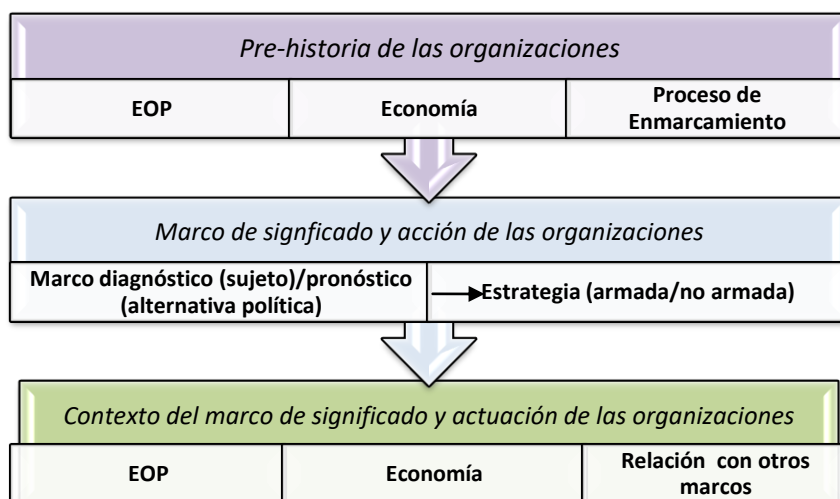 Pre-historia de las organizaciones
EOP
Economía
Proceso de
Enmarcamiento
Marco de signficado y acción de las organizaciones
Marco diagnóstico (sujeto)/pronóstico
(alternativa política)
Estrategia (armada/no armada)
Contexto del marco de significado y actuación de las organizaciones
EOP
Economía
Relación con otros
marcos